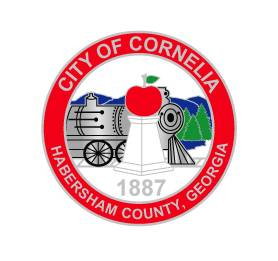 CITY OF CORNELIA
1887
HABERSHAM COUNTY, GEORGIA